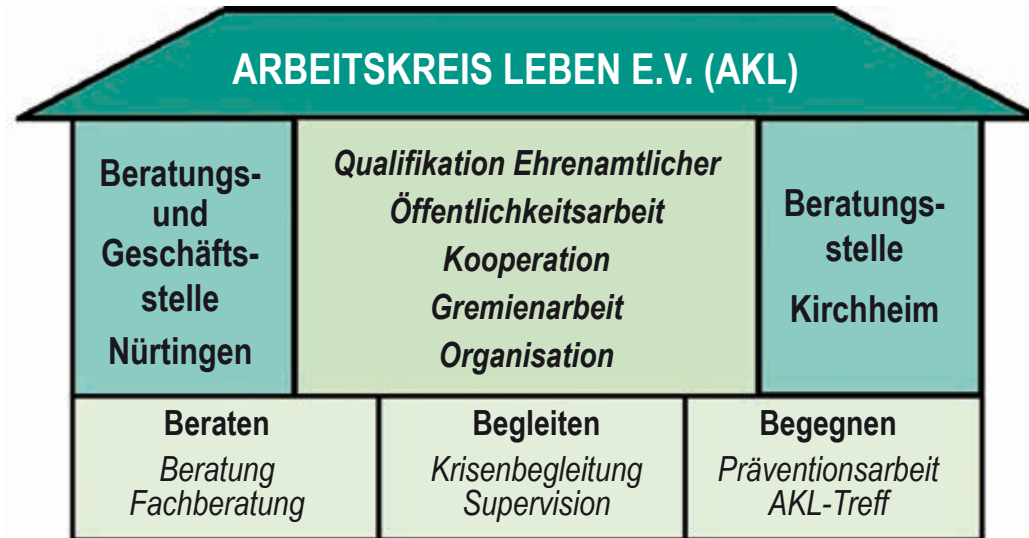 ARBEITSKREIS LEBEN E.V. (AKL)
Beratungs-
und
Geschäfts-
stelle
Nürtingen
Qualifikation Ehrenamtlicher
Öffentlichkeitsarbeit
Kooperation
Gremienarbeit
Organisation
Beratungs-
stelle
Kirchheim
Beraten
Beratung
Fachberatung
Begleiten
Krisenbegleitung
Supervision
Begegnen
Präventionsarbeit
AKL-Treff